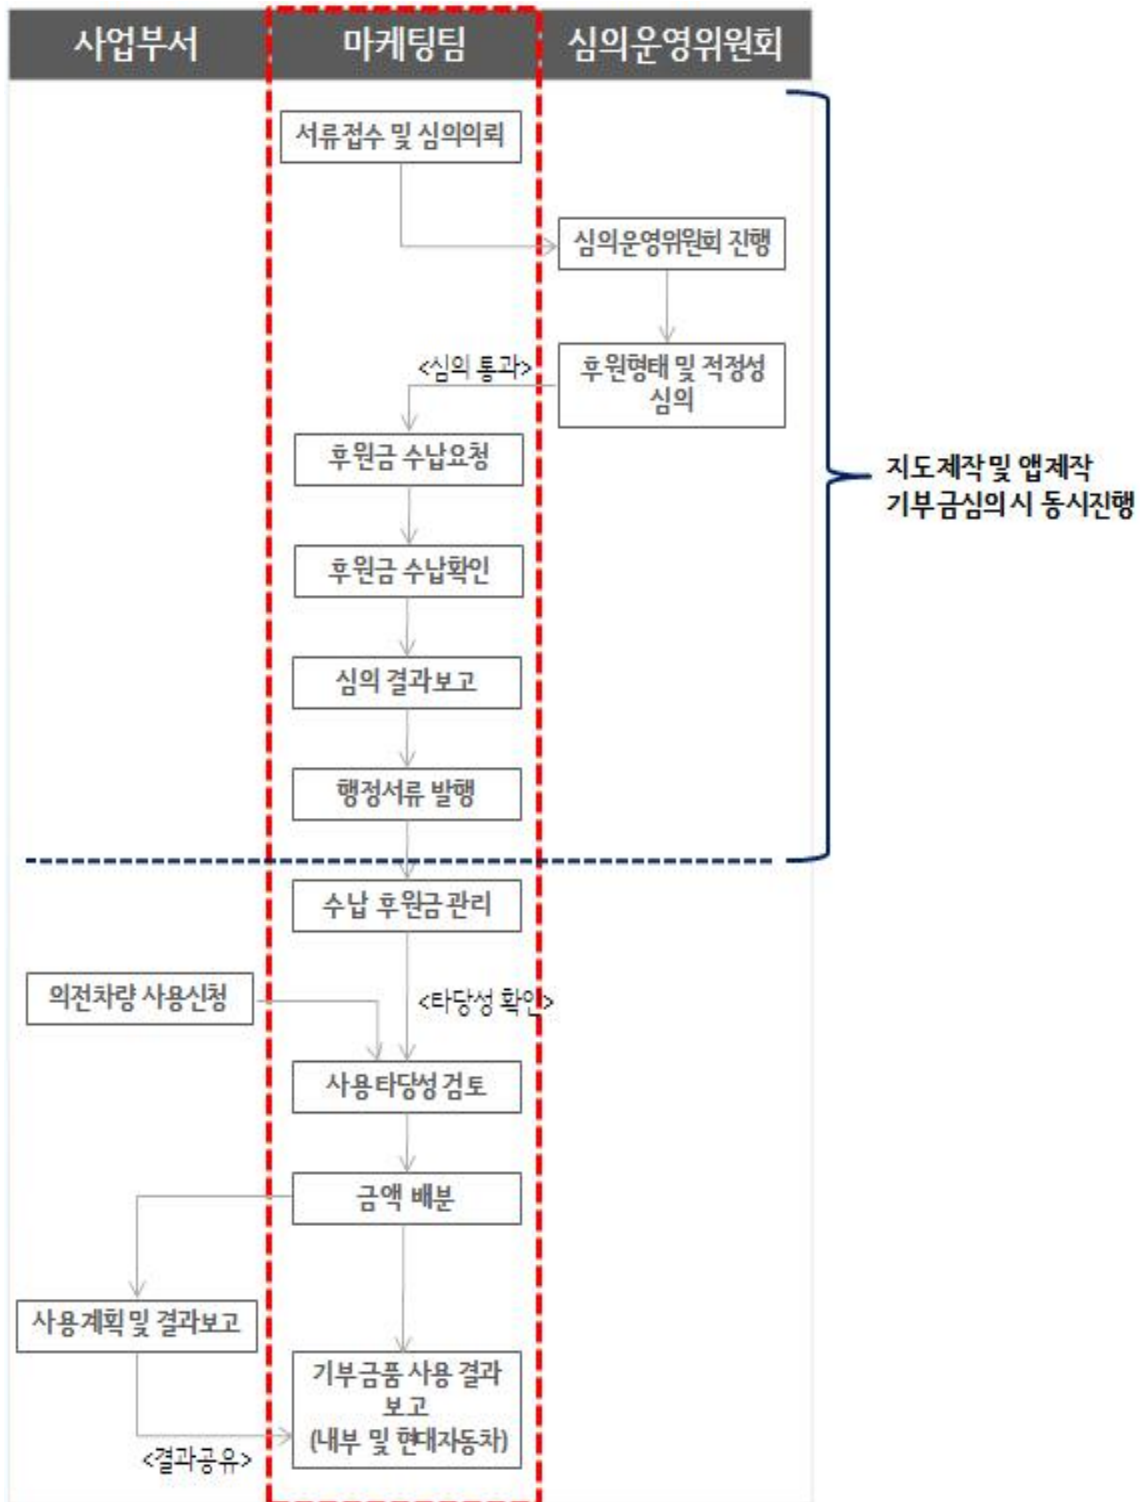 사업부서
마케팅팀
심의운영위원회
서류접수 및 심의의뢰
심의운영위원회 진행
후원형태 및 적정성
심의
<심의 통과>
후원금 수납요청
지도제작 및 앱제작
기부금심의시 동시진행
후원금 수납확인
심의 결과보고
행정서류 발행
수납 후원금관리
의전차량 사용신청
<타당성 확인>
사용타당성 검토
금액 배분
사용계획 및 결과보고
기부금품 사용 결과
보고
(내부 및 현대자동차)
<결과공유>